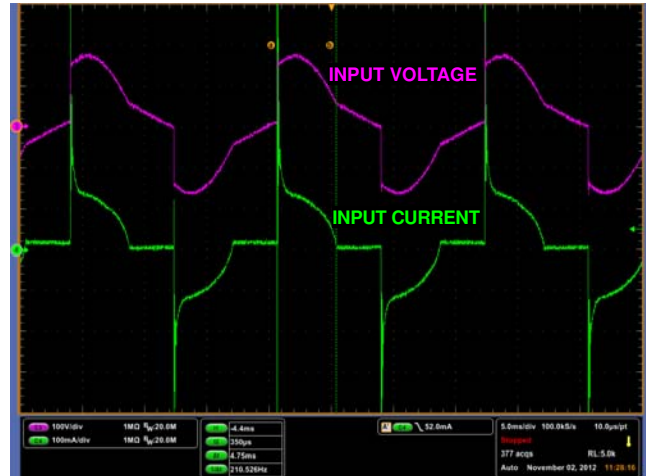 a
b
INPUT VOLTAGE
INPUT CURRENT
100V/div 1MΩ BW:20.0M
100mA/div 1MΩ BW:20.0M
-4.4ms
350µs
4.75ms
210.526Hz
A' 52.0mA
5.0ms/div 100.0kS/s 10.0µs/pt
Stopped
377 acqs RL:5.0k
Auto November 02, 2012 11:28:16